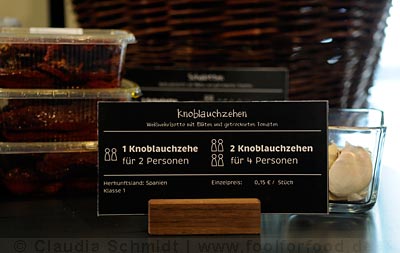 Knoblauchzehen
Weißweinrisotto mit Blüten und getrockneten Tomaten
1 Knoblauchzehe
für 2 Personen
2 Knoblauchzehen
für 4 Personen
Herkunftsland: Spanien
Einzelpreis: 0,15 € / Stück
Klasse 1
© Claudia Schmidt | www.foolforfood.de